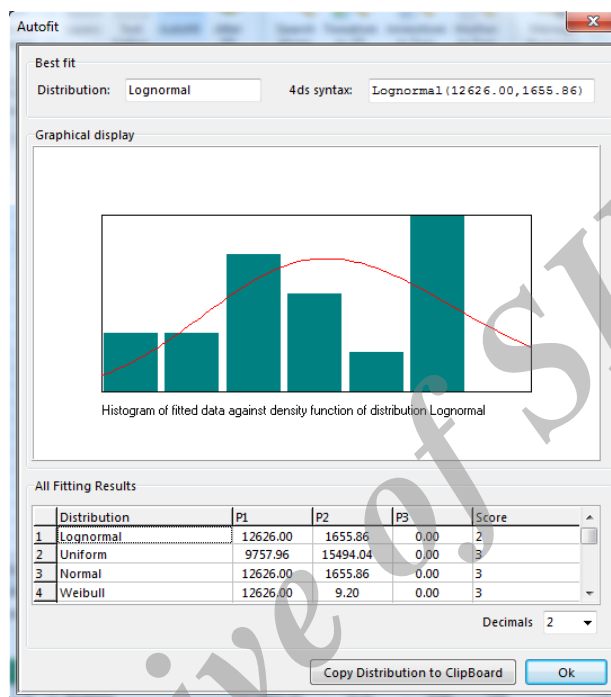 Autofit
Best fit
Distribution: Lognormal 4ds syntax: Lognormal(12626.00,1655.86)
Graphical display
Histogram of fitted data against density function of distribution Lognormal
All Fitting Results
Distribution P1 P2 P3 Score
1 Lognormal 12626.00 1655.86 0.00 2
2 Uniform 9757.96 15494.04 0.00 3
3 Normal 12626.00 1655.86 0.00 3
4 Weibull 12626.00 9.20 0.00 3
Decimals 2
Copy Distribution to ClipBoard Ok
ive of SI